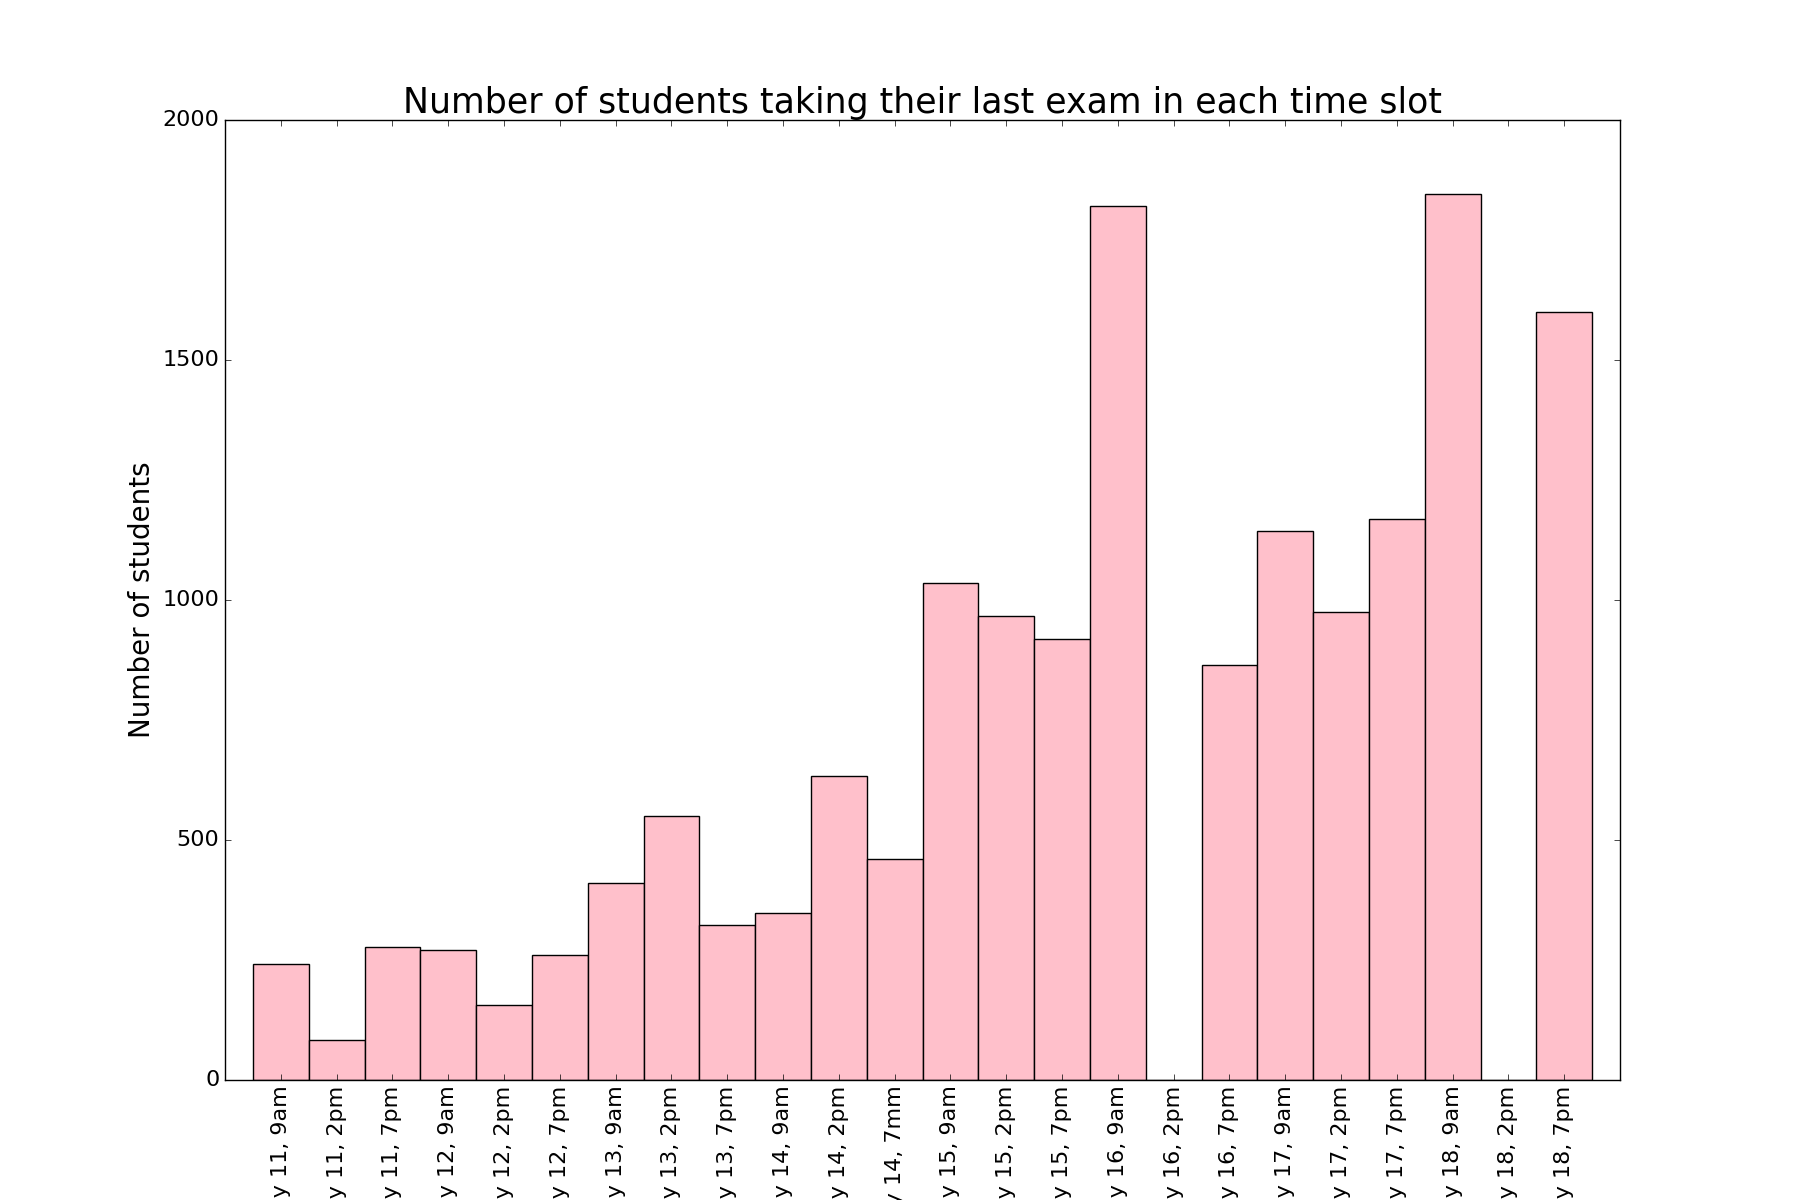 Number of students taking their last exam in each time slot
Number of students
2000
1500
1000
500
0
y 11, 9am
y 11, 2pm
y 11, 7pm
y 12, 9am
y 12, 2pm
y 12, 7pm
y 13, 9am
y 13, 2pm
y 13, 7pm
y 14, 9am
y 14, 2pm
y 14, 7mm
y 15, 9am
y 15, 2pm
y 15, 7pm
y 16, 9am
y 16, 2pm
y 16, 7pm
y 17, 9am
y 17, 2pm
y 17, 7pm
y 18, 9am
y 18, 2pm
y 18, 7pm